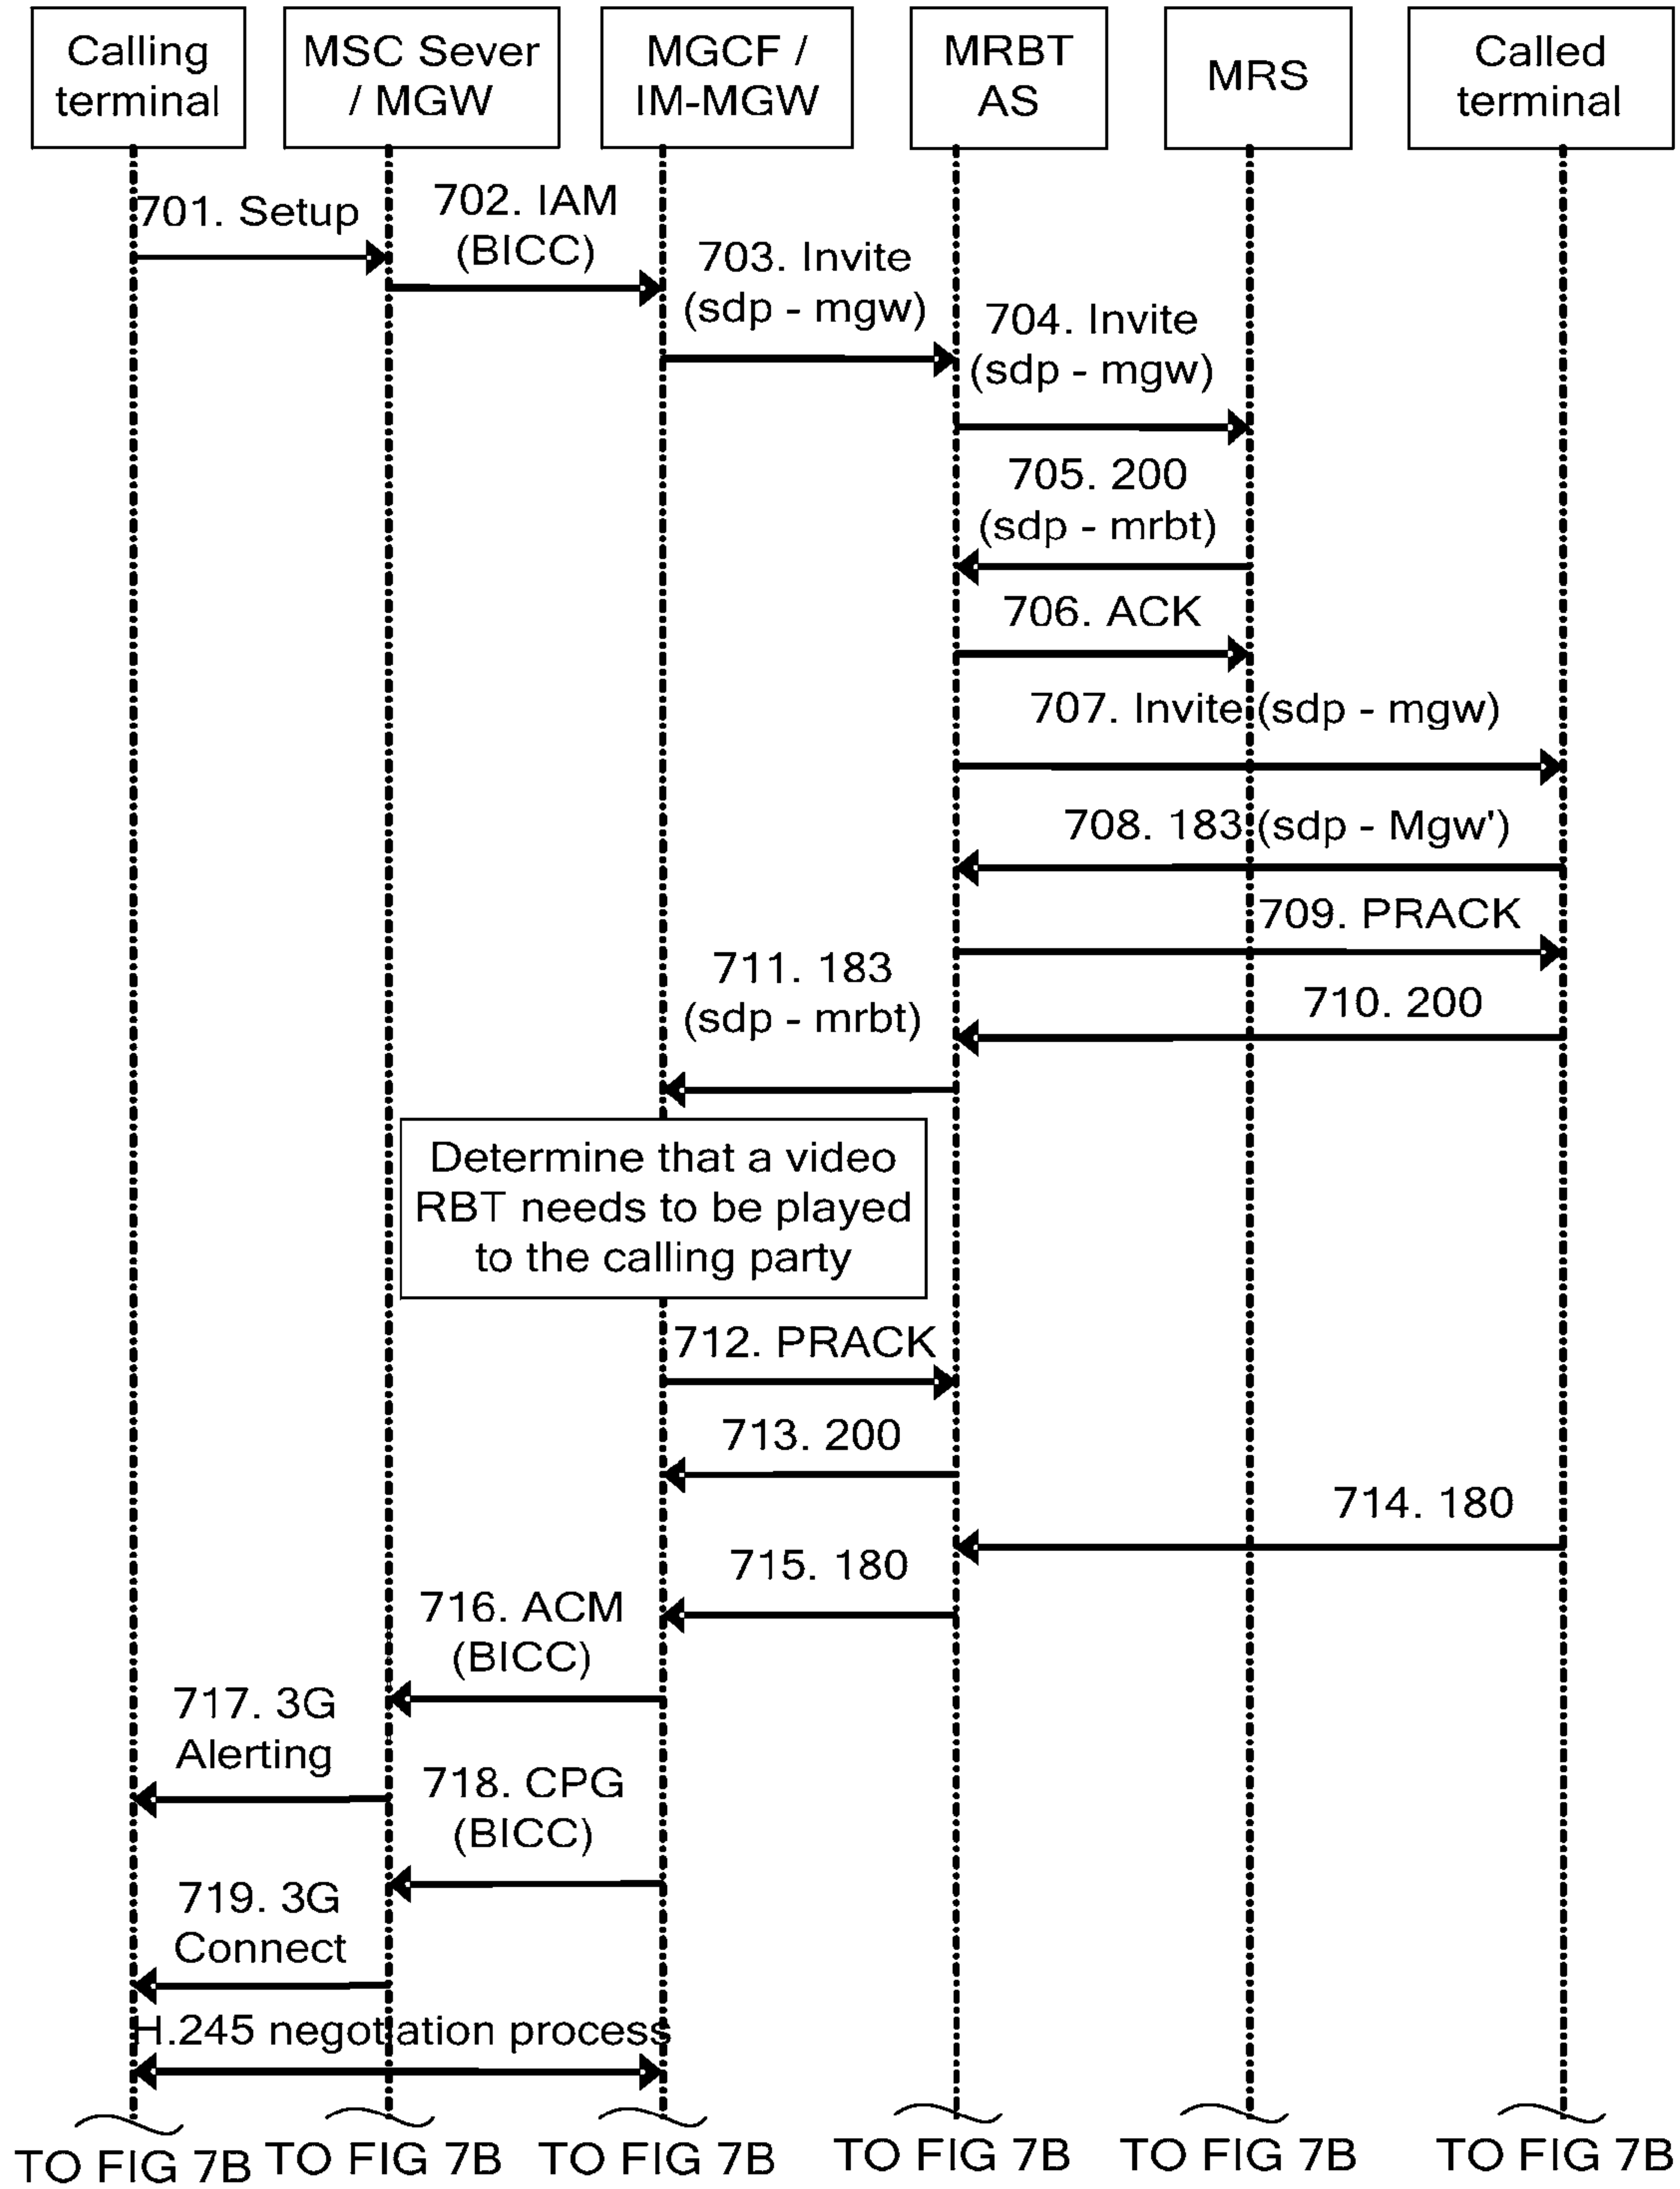 Calling
terminal
MSC Sever
/ MGW
MGCF /
IM-MGW
MRBT
AS
MRS
Called
terminal
701. Setup
702. IAM
(BICC)
703. Invite
(sdp - mgw)
704. Invite
(sdp - mgw)
705. 200
(sdp - mrbt)
706. ACK
707. Invite (sdp - mgw)
708. 183 (sdp - Mgw')
709. PRACK
710. 200
711. 183
(sdp - mrbt)
Determine that a video
RBT needs to be played
to the calling party
712. PRACK
713. 200
714. 180
715. 180
716. ACM
(BICC)
717. 3G
Alerting
718. CPG
(BICC)
719. 3G
Connect
H.245 negotiation process
TO FIG 7B
TO FIG 7B
TO FIG 7B
TO FIG 7B
TO FIG 7B
TO FIG 7B